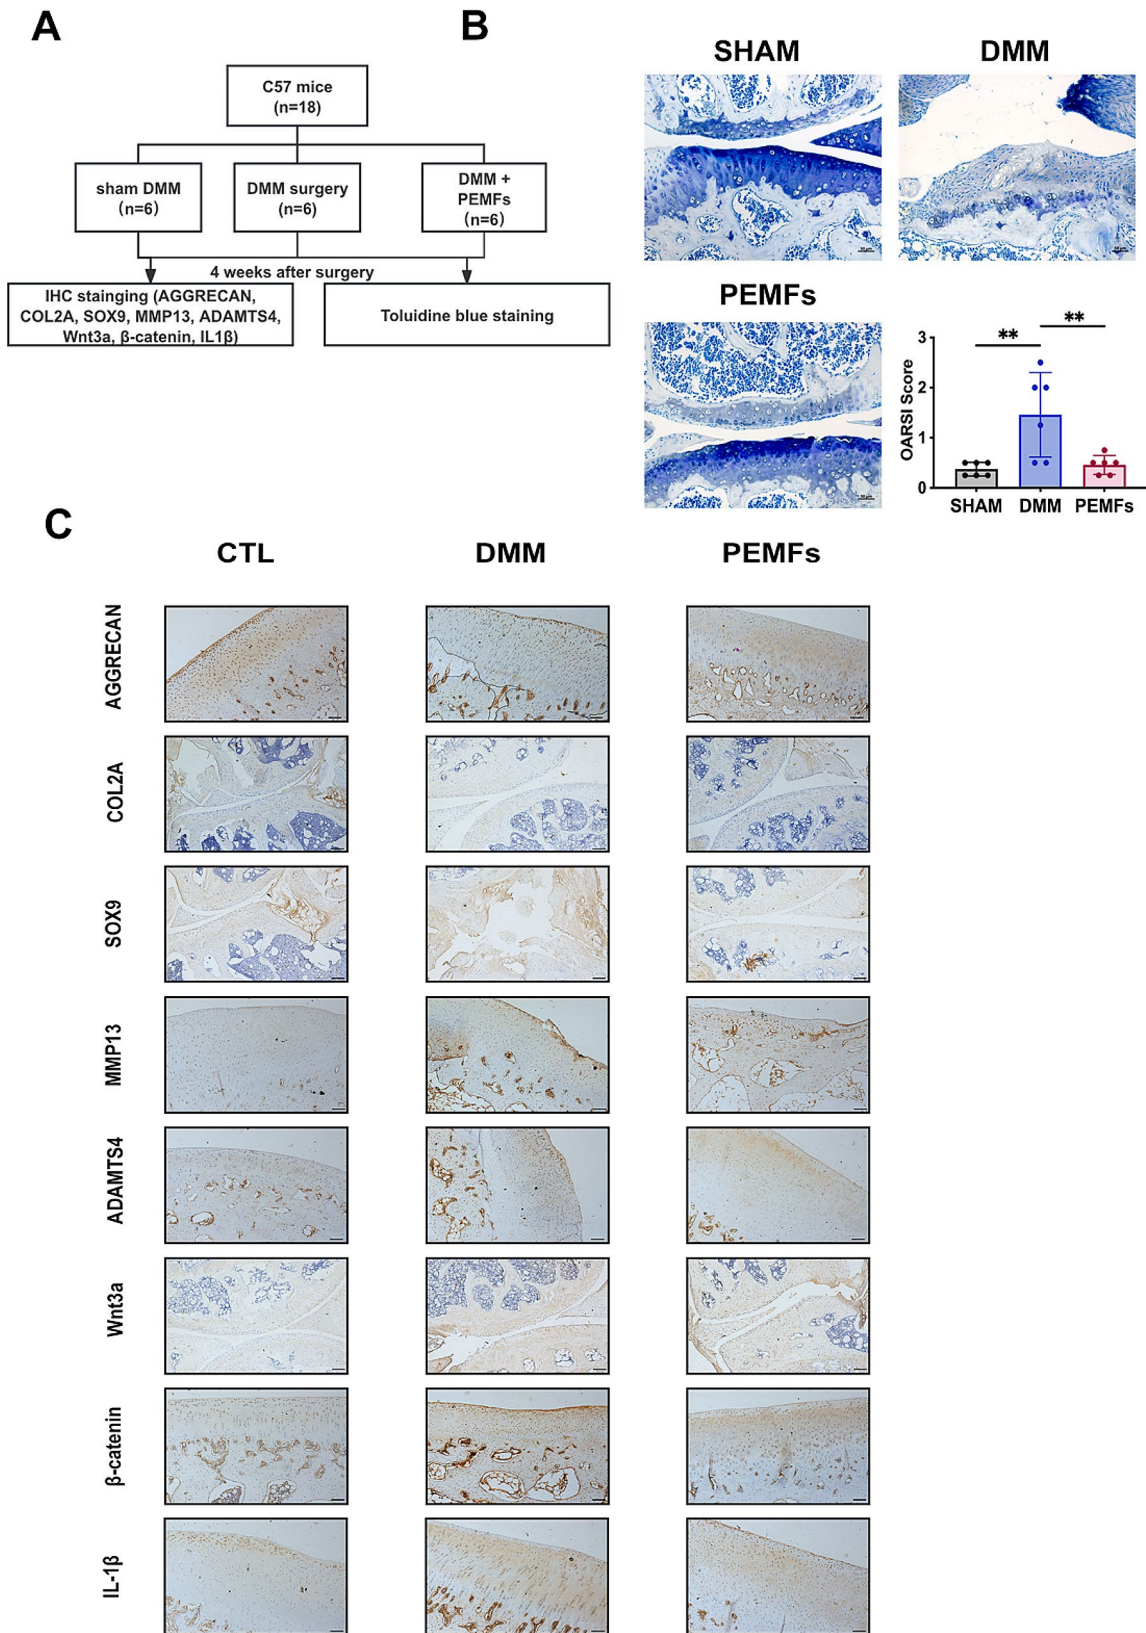 A
C57 mice
(n=18)
sham DMM
(n=6)
DMM surgery
(n=6)
DMM +
PEMFs
(n=6)
4 weeks after surgery
IHC stainging (AGGRECAN,
COL2A, SOX9, MMP13, ADAMTS4,
Wnt3a, β-catenin, IL1β)
Toluidine blue staining
B
SHAM
DMM
PEMFs
OARSI Score
3
2
1
0
**
**
SHAM
DMM
PEMFs
C
CTL
DMM
PEMFs
AGGRECAN
COL2A
SOX9
MMP13
ADAMTS4
Wnt3a
β-catenin
IL-1β